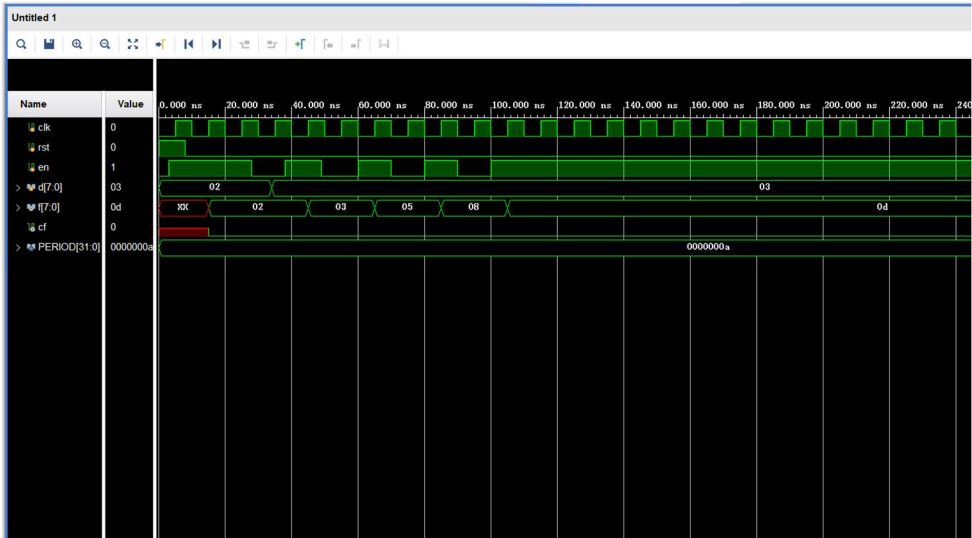 Untitled 1
Name Value
0.000 ns 20.000 ns 40.000 ns 60.000 ns 80.000 ns 100.000 ns 120.000 ns 140.000 ns 160.000 ns 180.000 ns 200.000 ns 220.000 ns 240
clk 0
rst 0
en 1
d[7:0] 03 02 03
f[7:0] 0d XX 02 03 05 08 0d
cf 0
PERIOD[31:0] 0000000a 0000000a